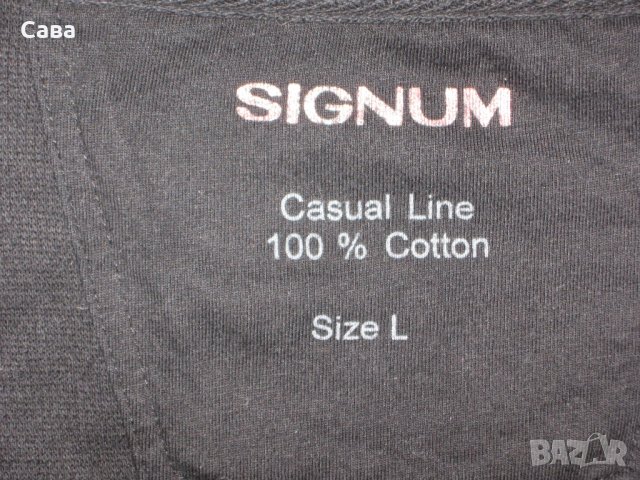 Сава
SIGNUM
Casual Line
100 % Cotton
Size L
BAZAR